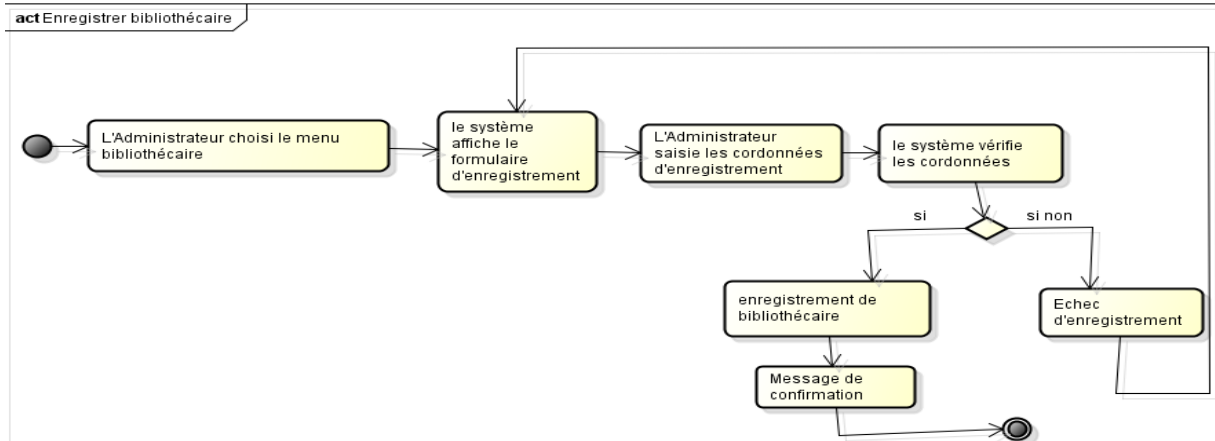 act Enregistrer bibliothécaire
L'Administrateur choisi le menu
bibliothécaire
le système
affiche le
formulaire
d'enregistrement
L'Administrateur
saisie les cordonnées
d'enregistrement
le système vérifie
les cordonnées
si
si non
enregistrement de
bibliothécaire
Echec
d'enregistrement
Message de
confirmation